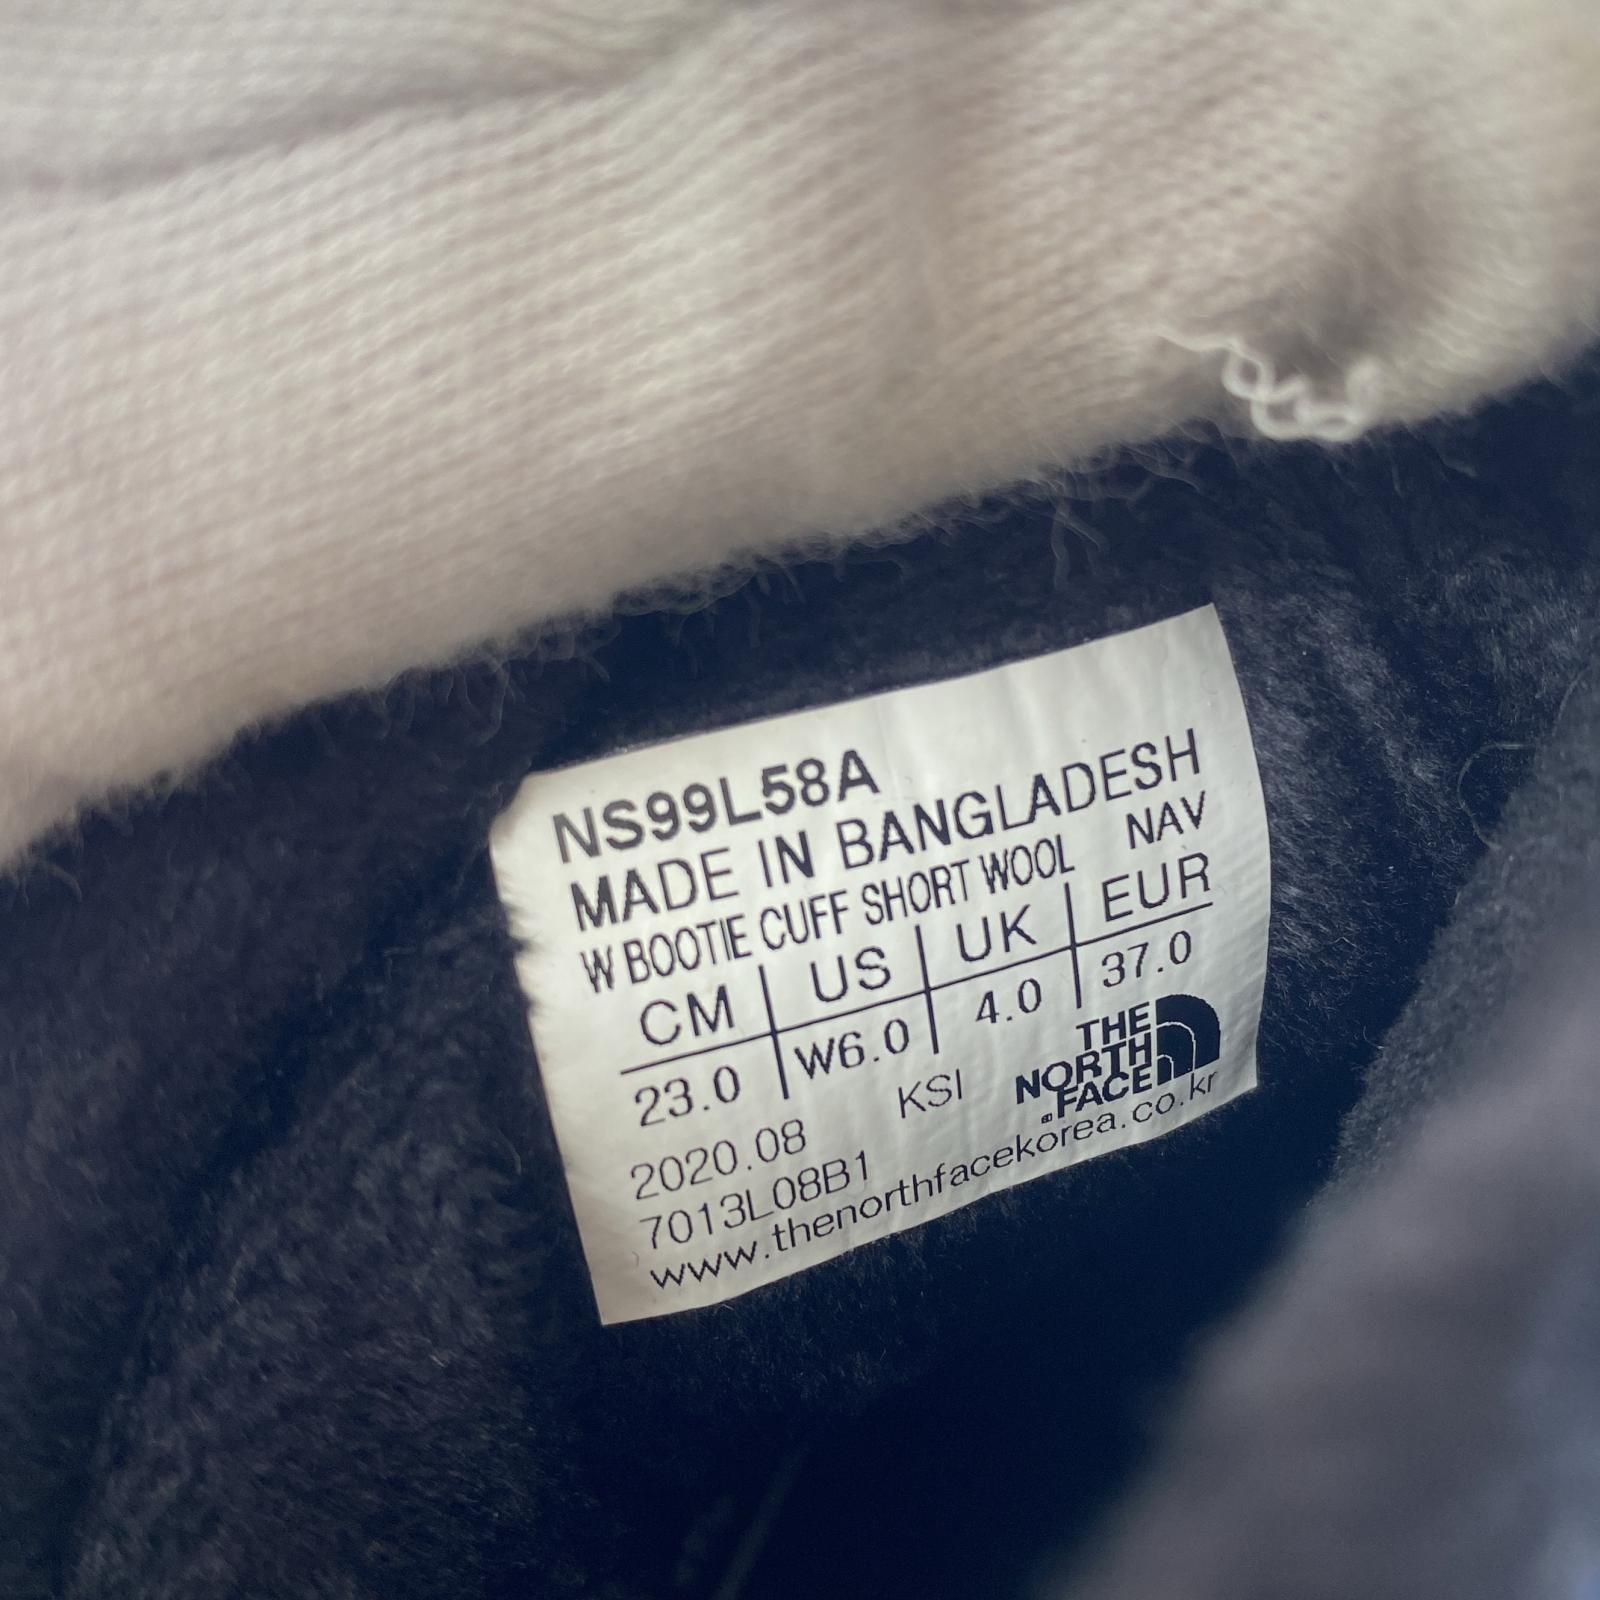 NS99L58A
MADE IN BANGLADESH
W BOOTIE CUFF SHORT WOOL NAV
CM US UK EUR
23.0 W6.0 4.0 37.0
2020.08 KSI
7013L08B1
THE
NORTH
FACE
www.thenorthfacekorea.co.kr